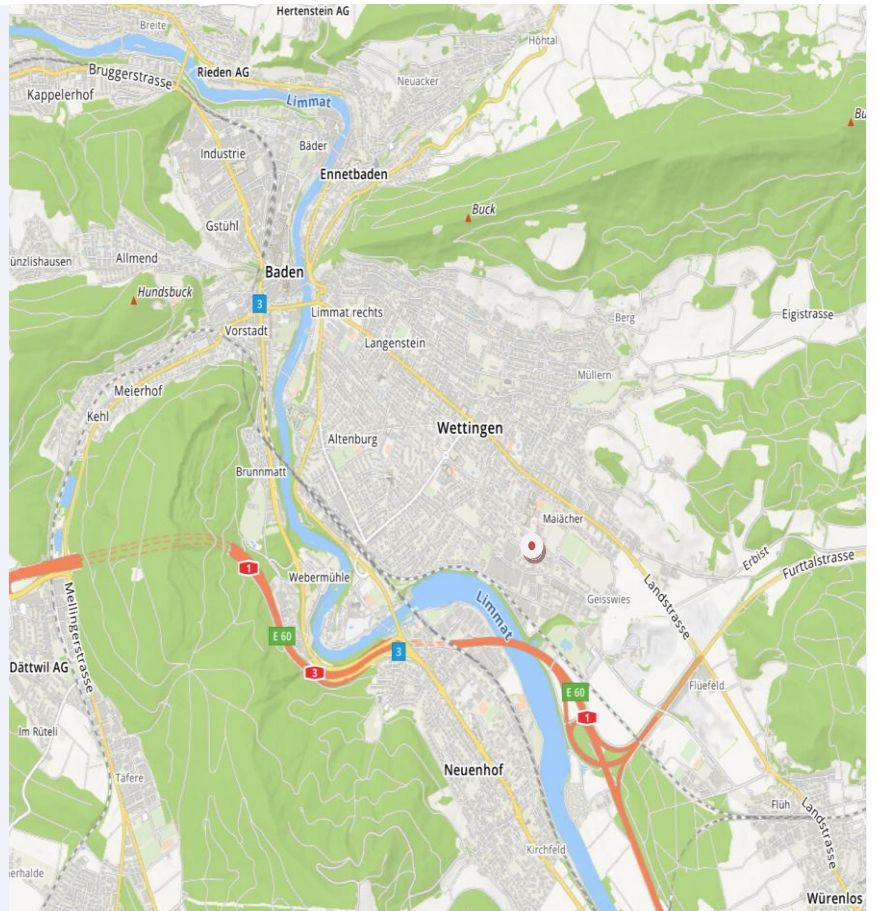 Hertenstein AG
Breite
Höhtal
Rieden AG
Bruggerstrasse
Neuacker
Kappelerhof
Limmat
Bu
Industrie
Bäder
Ennetbaden
Buck
Gstühl
ünzlishausen
Allmend
Baden
Hundsbuck
3
Limmat rechts
Eigistrasse
Berg
Vorstadt
Langenstein
Müllern
Meierhof
Kehl
Wettingen
Altenburg
Brunnmatt
Maiächer
Erbist
Furttalstrasse
1
Webermühle
Mellingerstrasse
Limmat
Geisswies
Landstrasse
E 60
3
3
Dättwil AG
Flüefeld
E 60
1
Im Rüteli
Neuenhof
Täfere
Flüh
Landstrasse
Kirchfeld
erhalde
Würenlos